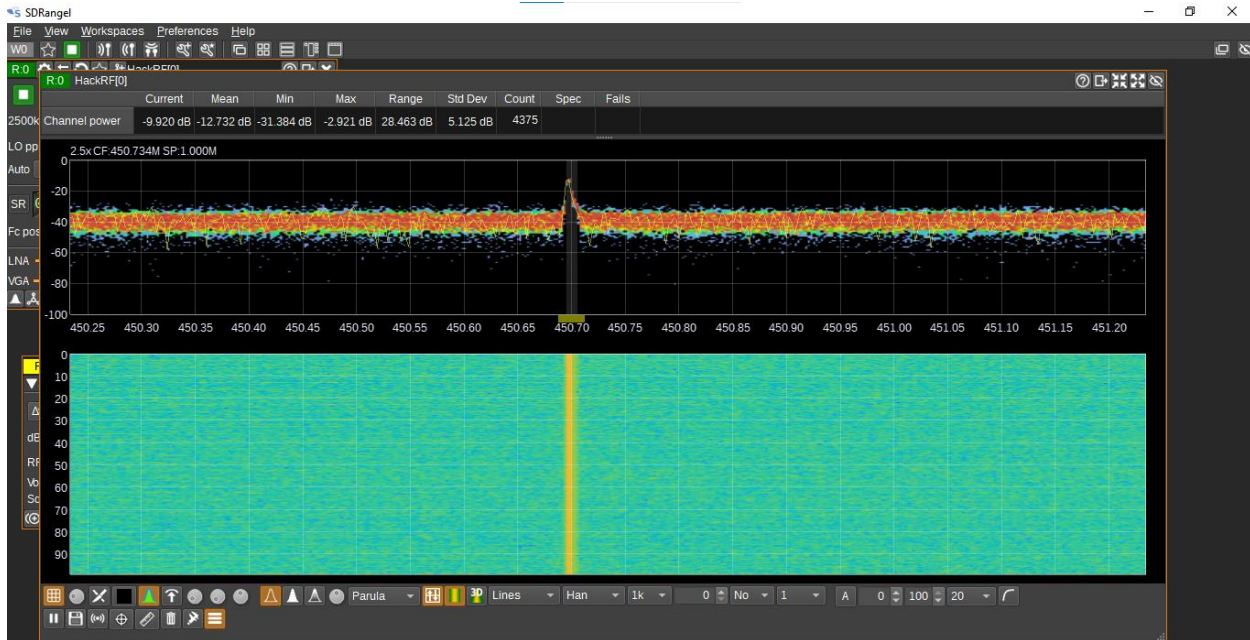 SDRangel
File View Workspaces Preferences Help
W0
R:0 HackRF[0]
R:0 HackRF[0]
Current Mean Min Max Range Std Dev Count Spec Fails
2500k Channel power -9.920 dB -12.732 dB -31.384 dB -2.921 dB 28.463 dB 5.125 dB 4375
LO pp
Auto
SR
Fc pos
LNA
VGA
2.5x CF:450.734M SP:1.000M
0
-20
-40
-60
-80
-100
450.25 450.30 450.35 450.40 450.45 450.50 450.55 450.60 450.65 450.70 450.75 450.80 450.85 450.90 450.95 451.00 451.05 451.10 451.15 451.20
0
10
20
30
40
50
60
70
80
90
F
Δ
dB
RF
Vo
Sq
3D
Parula Lines Han 1k 0 No 1 A 0 100 20